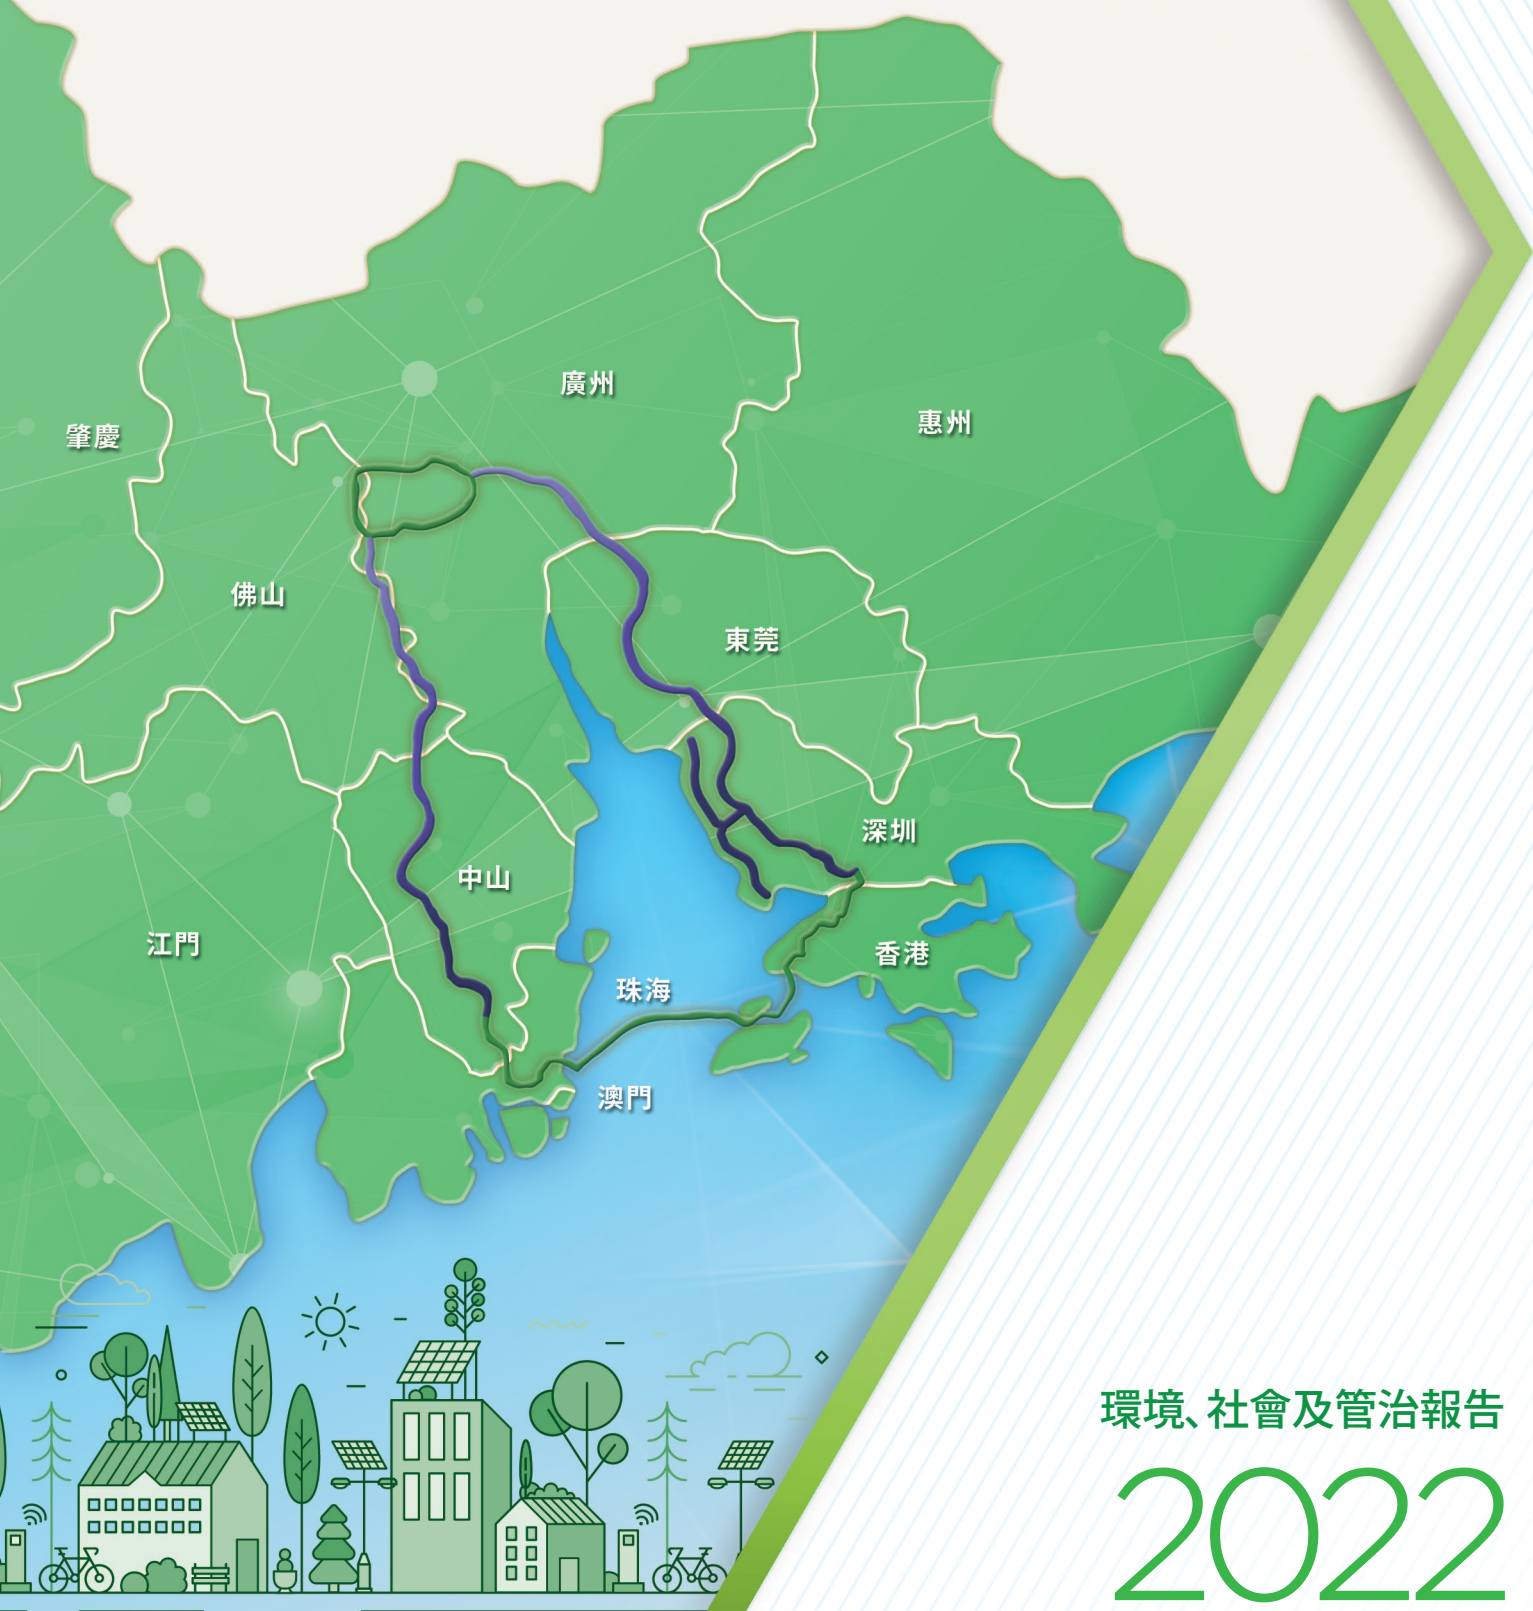 廣州
惠州
肇慶
佛山
東莞
深圳
中山
江門
香港
珠海
澳門
環境、社會及管治報告
2022